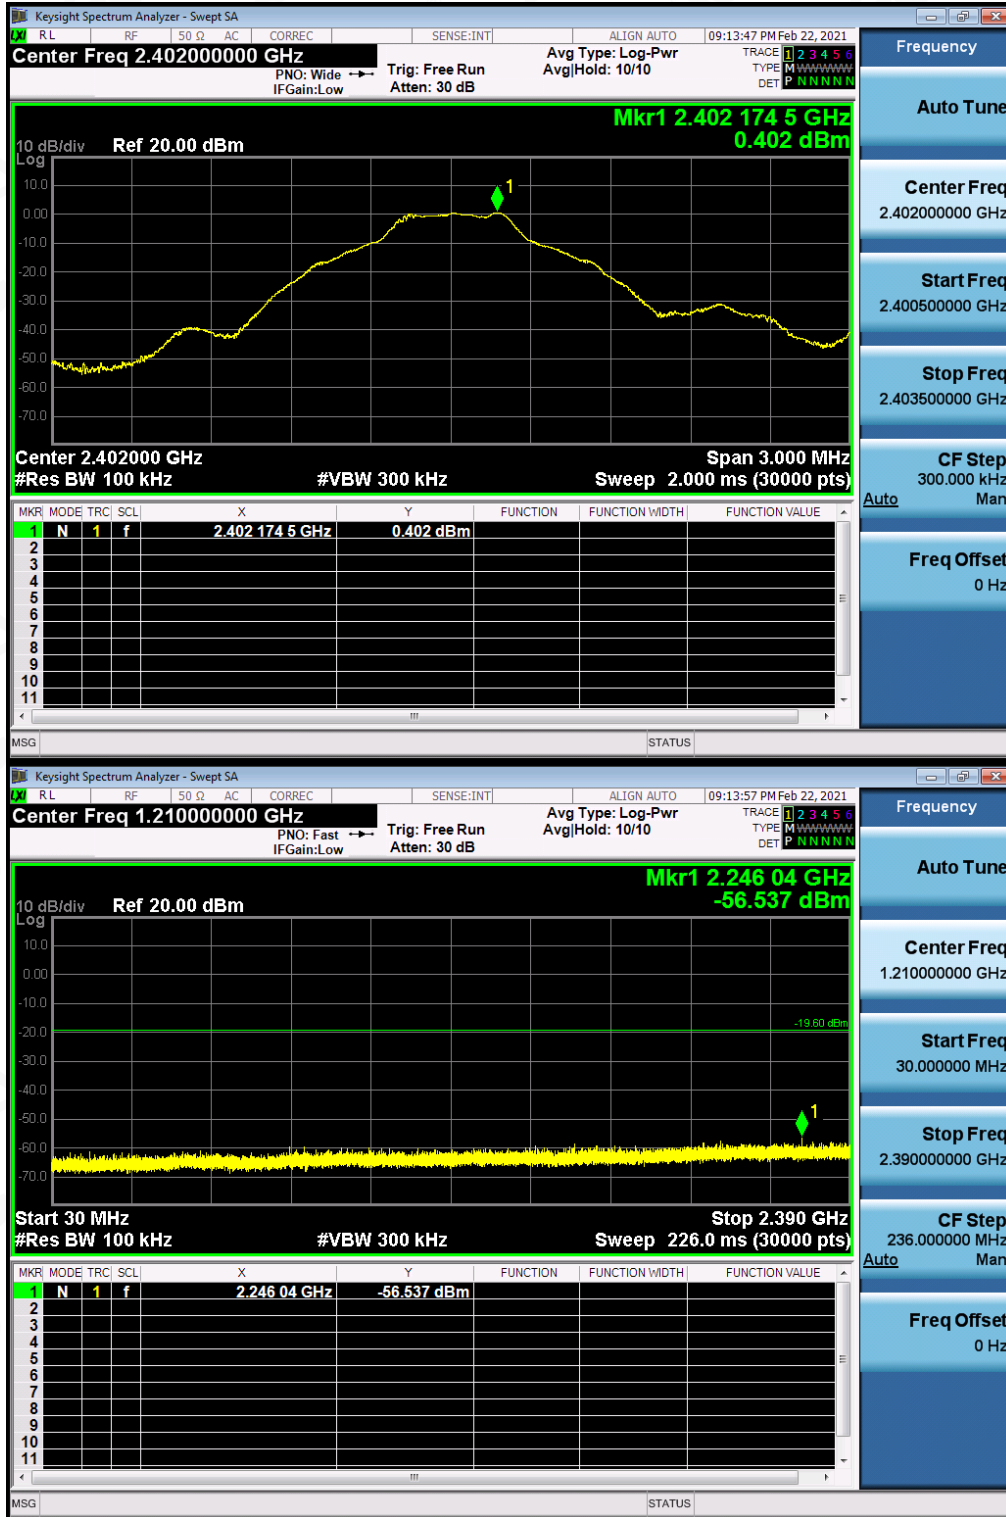 Keysight Spectrum Analyzer - Swept SA
LXI RL RF 50 Ω AC CORREC SENSE:INT ALIGN AUTO 09:13:47 PM Feb 22, 2021
Center Freq 2.402000000 GHz
PNO: Wide
IFGain:Low
Trig: Free Run
Atten: 30 dB
Avg Type: Log-Pwr
Avg|Hold: 10/10
TRACE 1 2 3 4 5 6
TYPE M W W W W W
DET P N N N N N
Mkr1 2.402 174 5 GHz
0.402 dBm
10 dB/div Ref 20.00 dBm
Log
10.0
0.00
-10.0
-20.0
-30.0
-40.0
-50.0
-60.0
-70.0
1
Center 2.402000 GHz Span 3.000 MHz
#Res BW 100 kHz #VBW 300 kHz Sweep 2.000 ms (30000 pts)
MKR MODE TRC SCL X Y FUNCTION FUNCTION WIDTH FUNCTION VALUE
1 N 1 f 2.402 174 5 GHz 0.402 dBm
2
3
4
5
6
7
8
9
10
11
MSG STATUS
Frequency
Auto Tune
Center Freq
2.402000000 GHz
Start Freq
2.400500000 GHz
Stop Freq
2.403500000 GHz
CF Step
300.000 kHz
Auto Man
Freq Offset
0 Hz
Keysight Spectrum Analyzer - Swept SA
LXI RL RF 50 Ω AC CORREC SENSE:INT ALIGN AUTO 09:13:57 PM Feb 22, 2021
Center Freq 1.210000000 GHz
PNO: Fast
IFGain:Low
Trig: Free Run
Atten: 30 dB
Avg Type: Log-Pwr
Avg|Hold: 10/10
TRACE 1 2 3 4 5 6
TYPE M W W W W W
DET P N N N N N
Mkr1 2.246 04 GHz
-56.537 dBm
10 dB/div Ref 20.00 dBm
Log
10.0
0.00
-10.0
-20.0
-30.0
-40.0
-50.0
-60.0
-70.0
-19.60 dBm
1
Start 30 MHz Stop 2.390 GHz
#Res BW 100 kHz #VBW 300 kHz Sweep 226.0 ms (30000 pts)
MKR MODE TRC SCL X Y FUNCTION FUNCTION WIDTH FUNCTION VALUE
1 N 1 f 2.246 04 GHz -56.537 dBm
2
3
4
5
6
7
8
9
10
11
MSG STATUS
Frequency
Auto Tune
Center Freq
1.210000000 GHz
Start Freq
30.000000 MHz
Stop Freq
2.390000000 GHz
CF Step
236.000000 MHz
Auto Man
Freq Offset
0 Hz